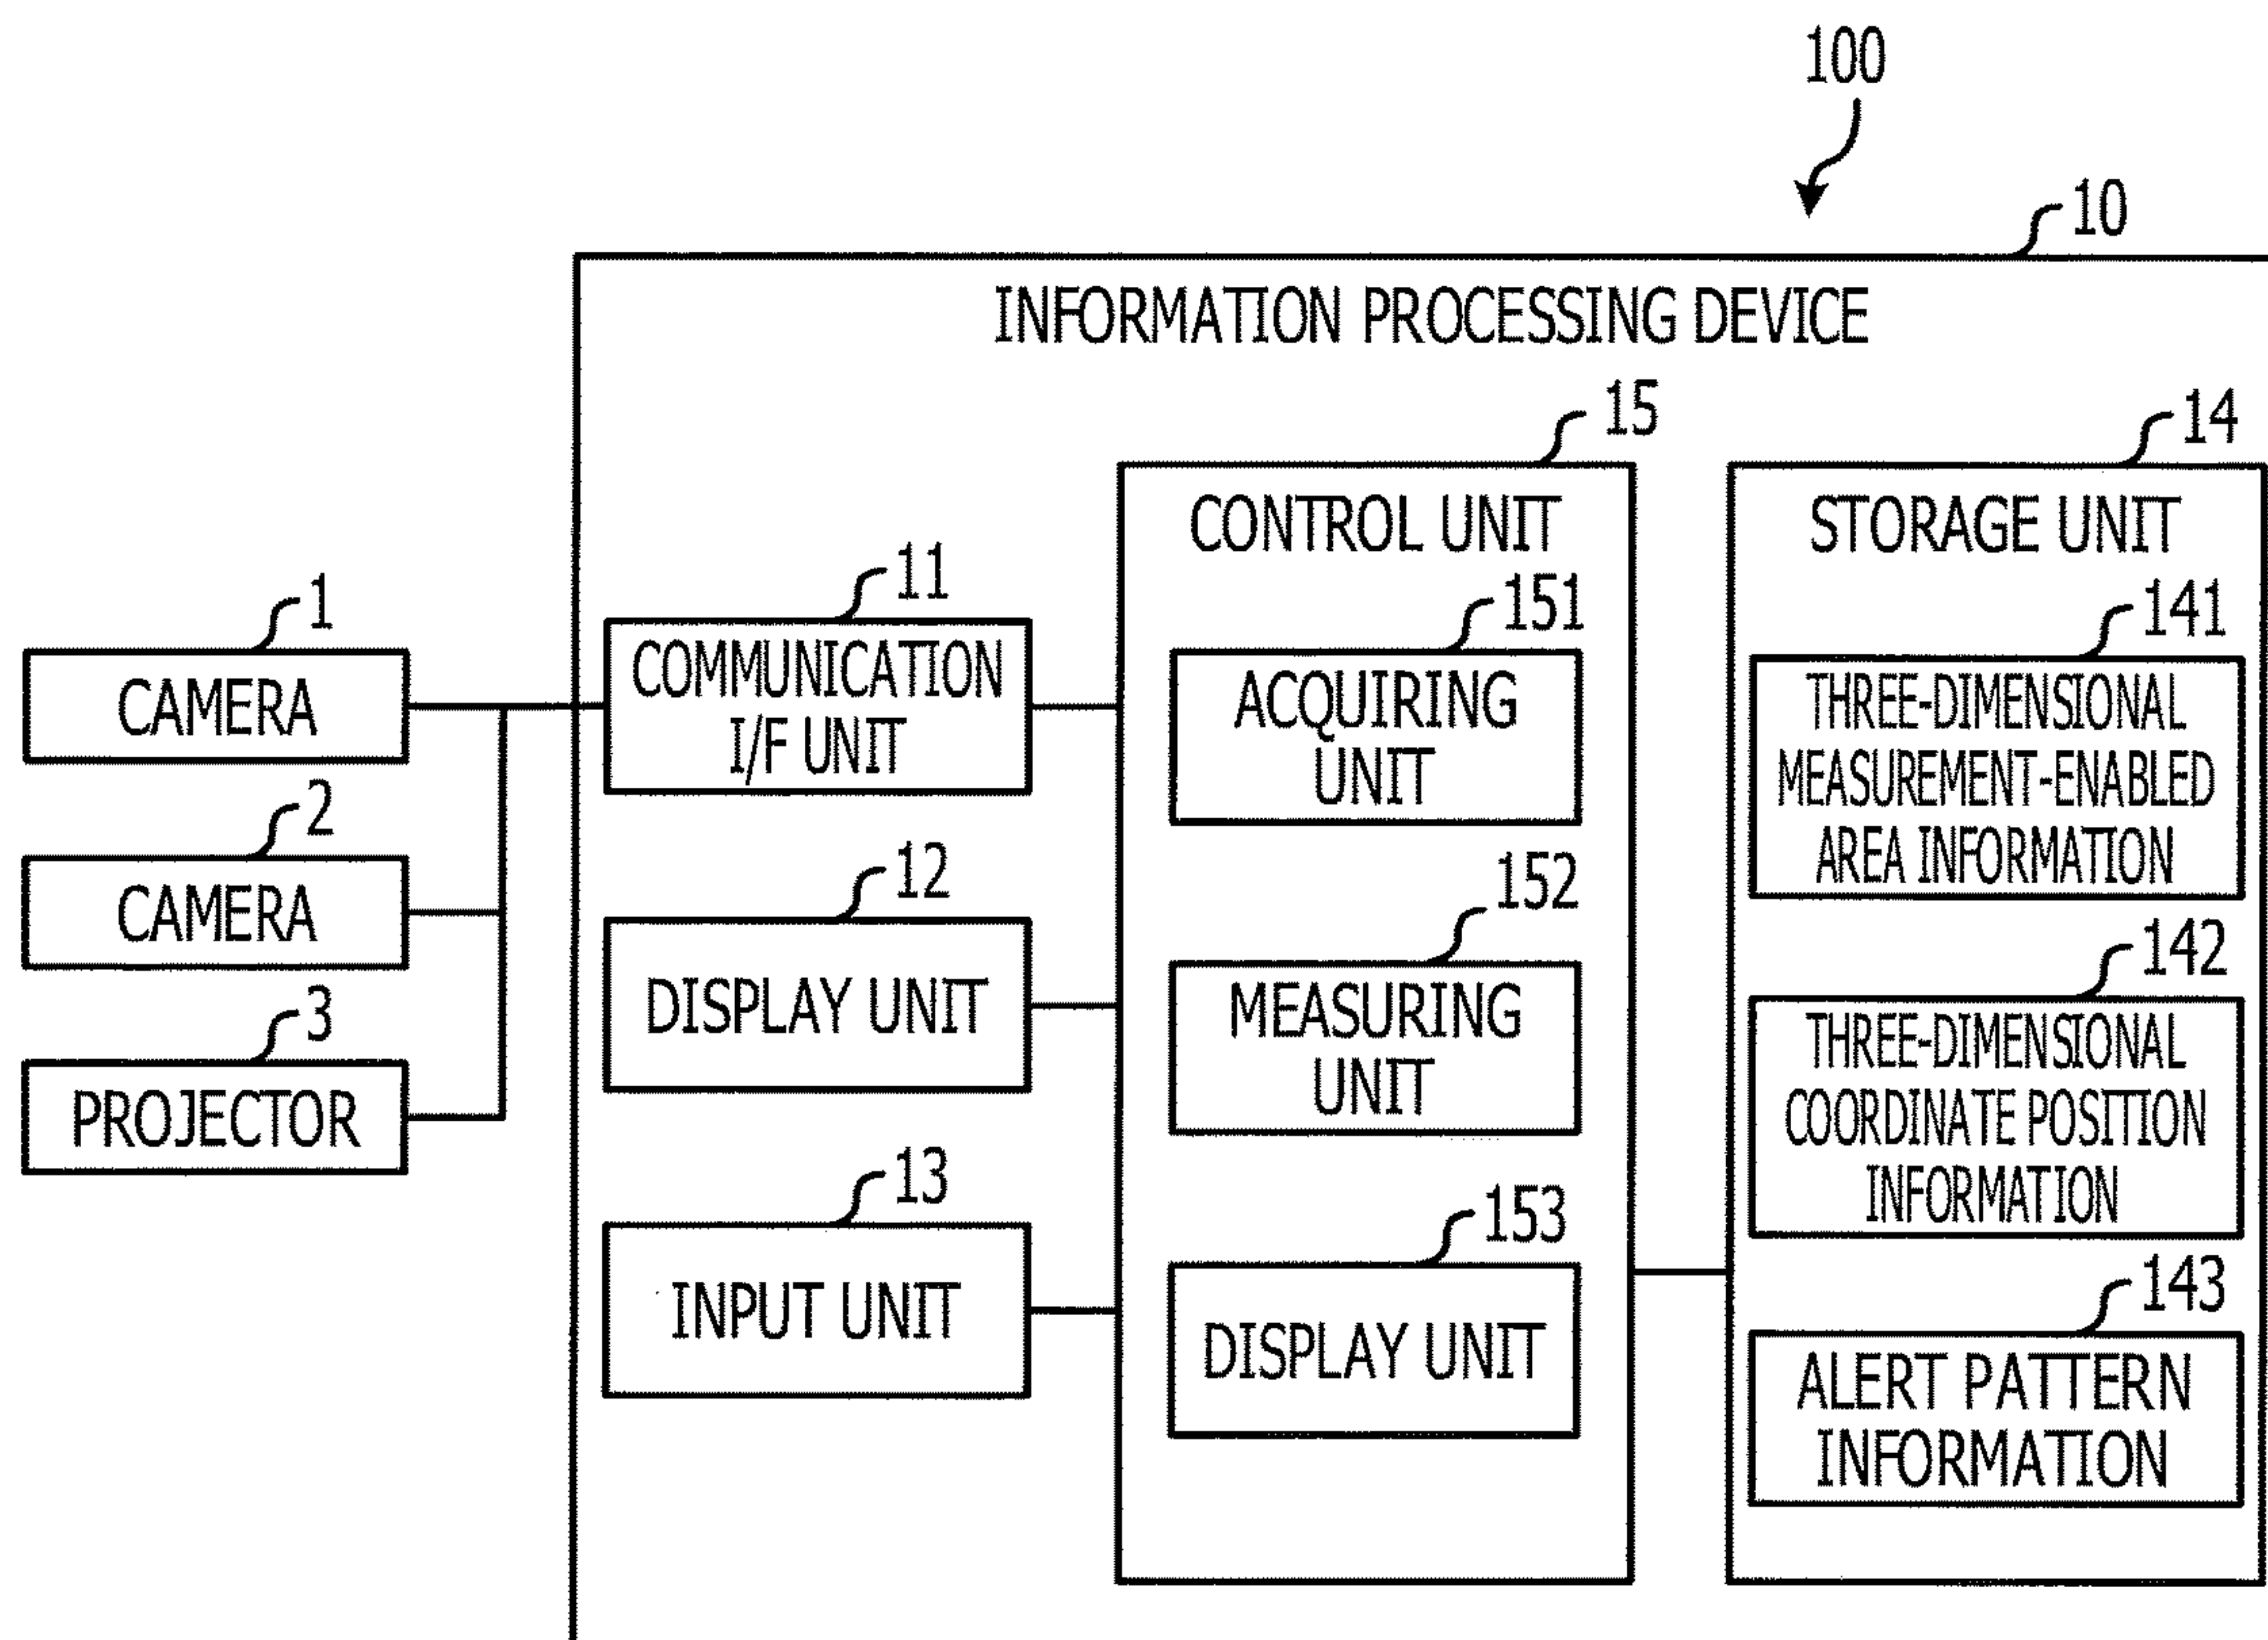 100
10
INFORMATION PROCESSING DEVICE
1
CAMERA
2
CAMERA
3
PROJECTOR
11
COMMUNICATION
I/F UNIT
12
DISPLAY UNIT
13
INPUT UNIT
15
CONTROL UNIT
151
ACQUIRING
UNIT
152
MEASURING
UNIT
153
DISPLAY UNIT
14
STORAGE UNIT
141
THREE-DIMENSIONAL
MEASUREMENT-ENABLED
AREA INFORMATION
142
THREE-DIMENSIONAL
COORDINATE POSITION
INFORMATION
143
ALERT PATTERN
INFORMATION